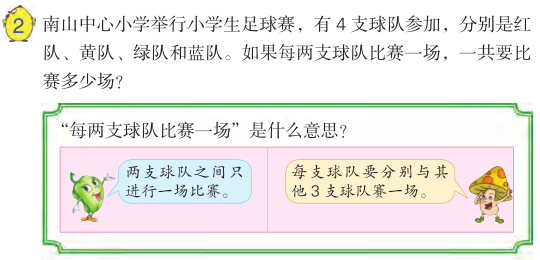 2 南山中心小学举行小学生足球赛，有 4 支球队参加，分别是红
队、黄队、绿队和蓝队。如果每两支球队比赛一场，一共要比
赛多少场？
“每两支球队比赛一场”是什么意思？
两支球队之间只
进行一场比赛。
每支球队要分别与其
他 3 支球队赛一场。